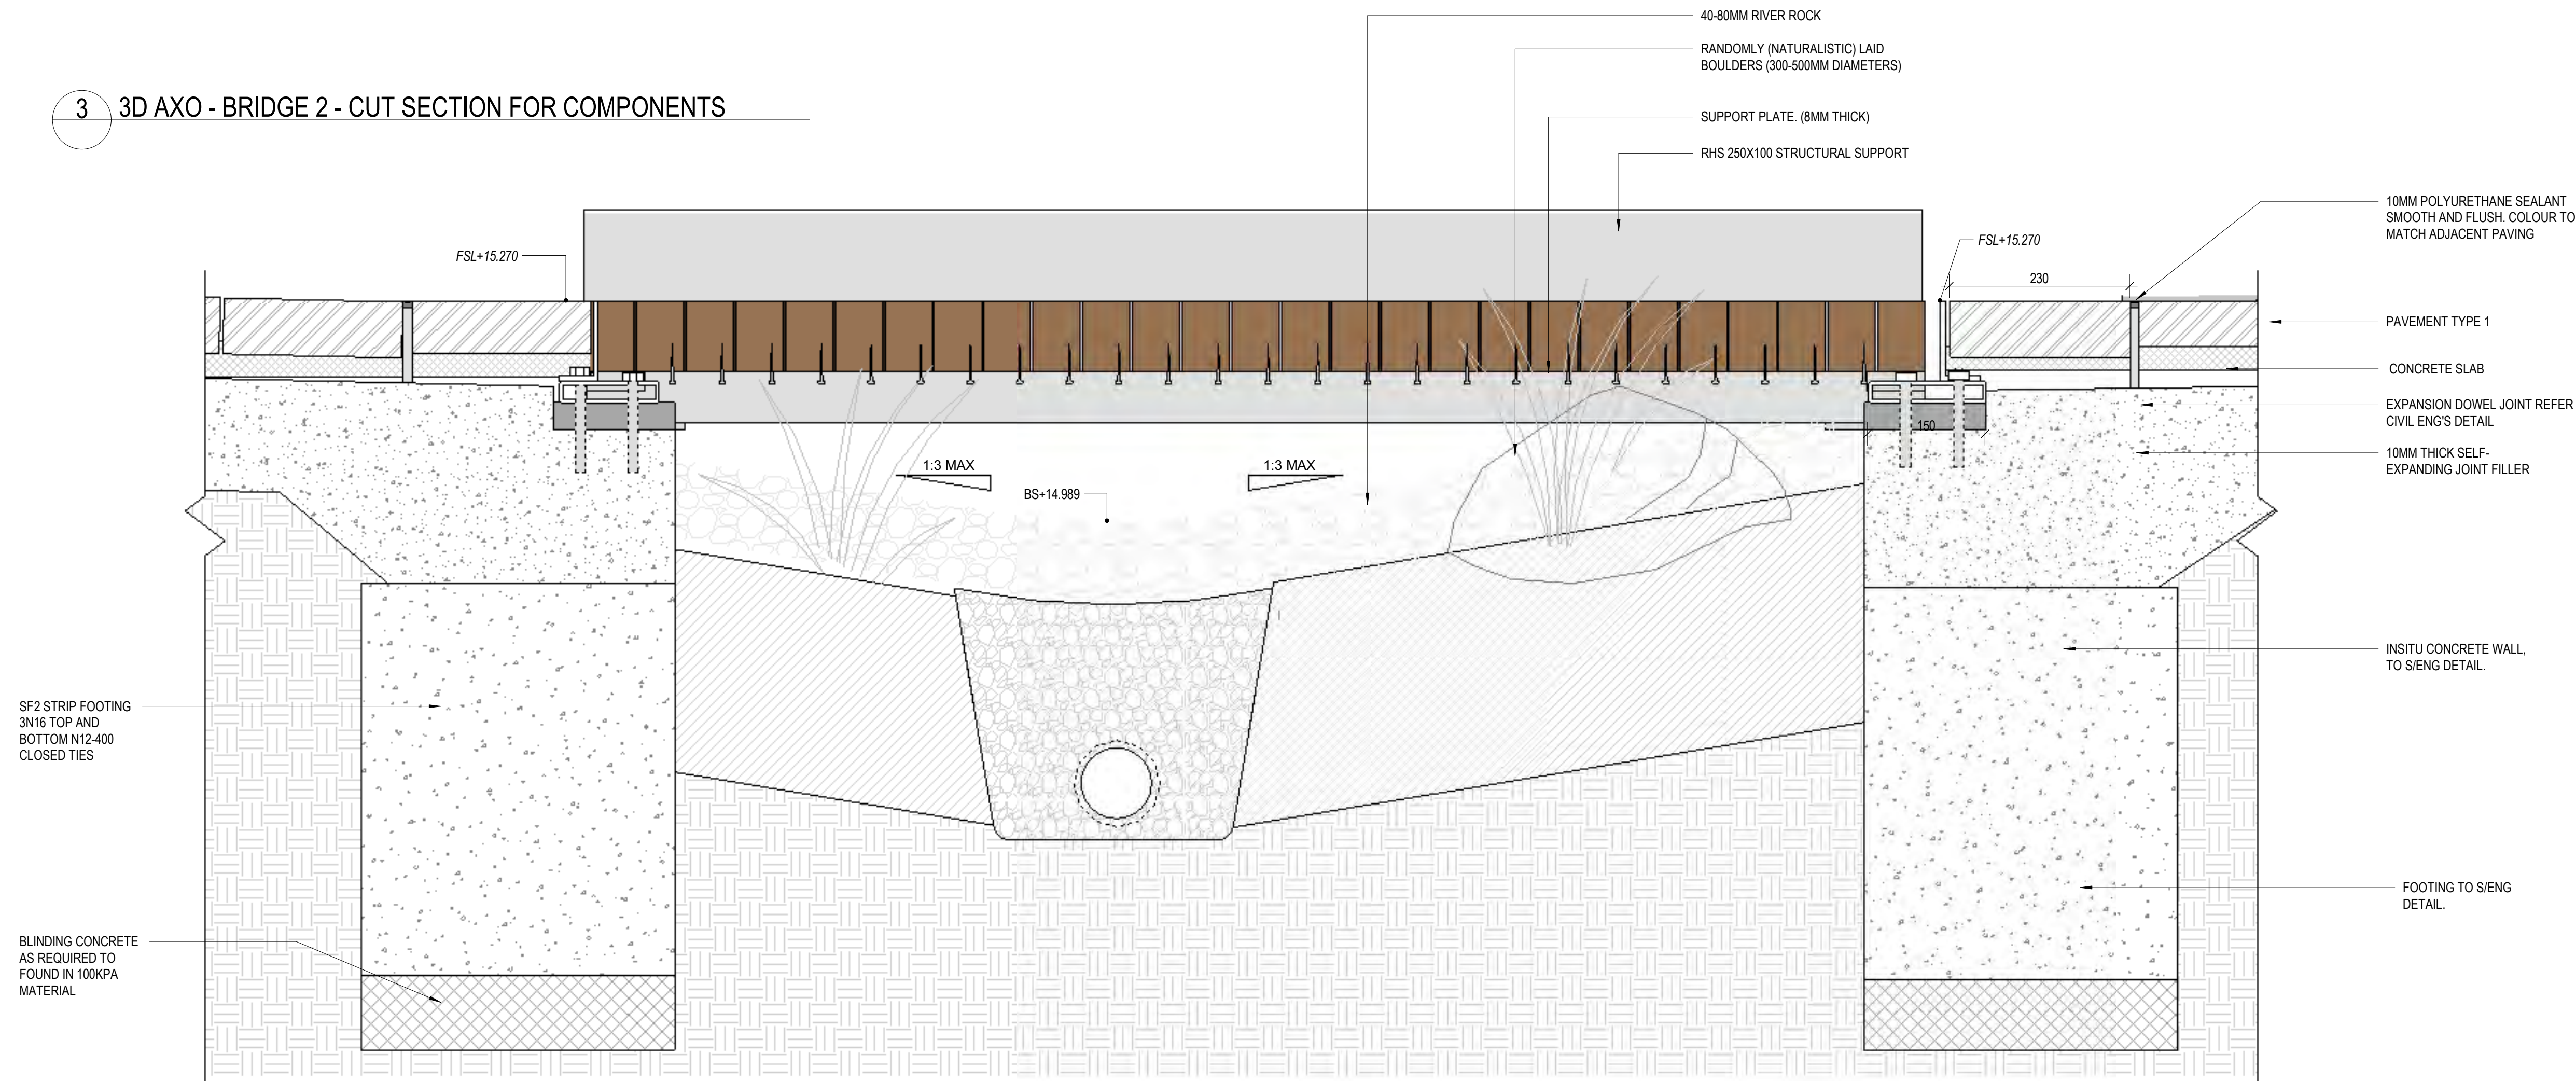 40-80MM RIVER ROCK
RANDOMLY (NATURALISTIC) LAID
BOULDERS (300-500MM DIAMETERS)
3
3D AXO - BRIDGE 2 - CUT SECTION FOR COMPONENTS
SUPPORT PLATE. (8MM THICK)
RHS 250X100 STRUCTURAL SUPPORT
10MM POLYURETHANE SEALANT
SMOOTH AND FLUSH. COLOUR TO
MATCH ADJACENT PAVING
FSL+15.270
FSL+15.270
230
PAVEMENT TYPE 1
CONCRETE SLAB
EXPANSION DOWEL JOINT REFER
CIVIL ENG'S DETAIL
150
10MM THICK SELF-
EXPANDING JOINT FILLER
1:3 MAX
1:3 MAX
BS+14.989
INSITU CONCRETE WALL,
TO S/ENG DETAIL.
SF2 STRIP FOOTING
3N16 TOP AND
BOTTOM N12-400
CLOSED TIES
FOOTING TO S/ENG
DETAIL.
BLINDING CONCRETE
AS REQUIRED TO
FOUND IN 100KPA
MATERIAL